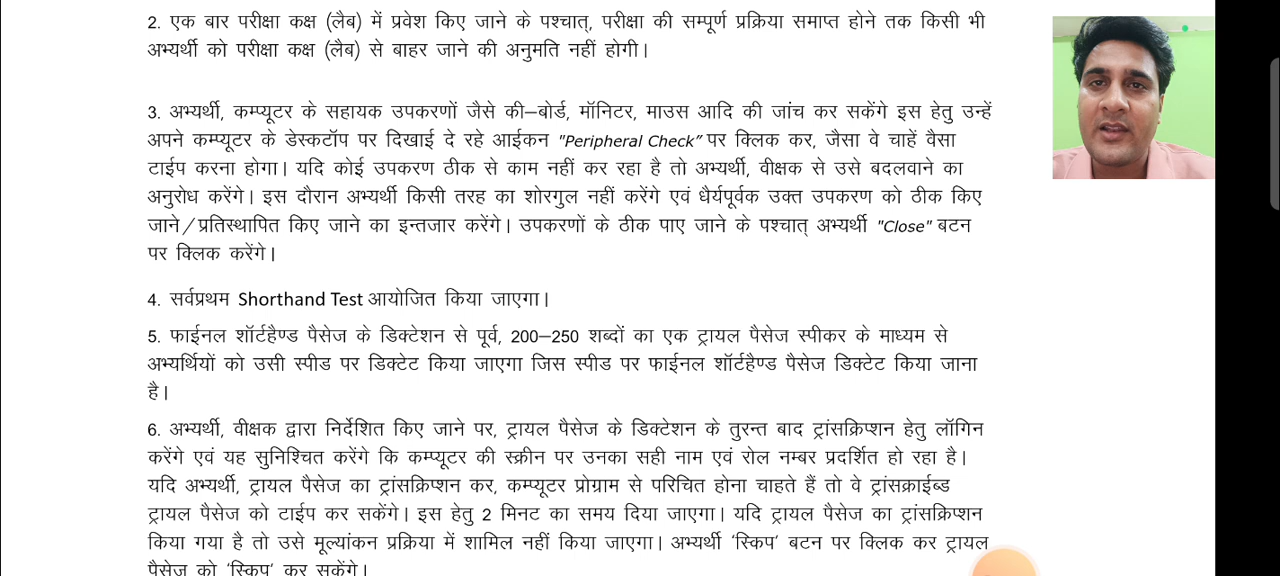 2. एक बार परीक्षा कक्ष (लैब) में प्रवेश किए जाने के पश्चात्, परीक्षा की सम्पूर्ण प्रक्रिया समाप्त होने तक किसी भी
अभ्यर्थी को परीक्षा कक्ष (लैब) से बाहर जाने की अनुमति नहीं होगी।
3. अभ्यर्थी, कम्प्यूटर के सहायक उपकरणों जैसे की–बोर्ड, मॉनिटर, माउस आदि की जांच कर सकेंगे इस हेतु उन्हें
अपने कम्प्यूटर के डेस्कटॉप पर दिखाई दे रहे आईकन "Peripheral Check" पर क्लिक कर, जैसा वे चाहें वैसा
टाईप करना होगा। यदि कोई उपकरण ठीक से काम नहीं कर रहा है तो अभ्यर्थी, वीक्षक से उसे बदलवाने का
अनुरोध करेंगे। इस दौरान अभ्यर्थी किसी तरह का शोरगुल नहीं करेंगे एवं धैर्यपूर्वक उक्त उपकरण को ठीक किए
जाने/प्रतिस्थापित किए जाने का इन्तजार करेंगे। उपकरणों के ठीक पाए जाने के पश्चात् अभ्यर्थी "Close" बटन
पर क्लिक करेंगे।
4. सर्वप्रथम Shorthand Test आयोजित किया जाएगा।
5. फाईनल शॉर्टहैण्ड पैसेज के डिक्टेशन से पूर्व, 200–250 शब्दों का एक ट्रायल पैसेज स्पीकर के माध्यम से
अभ्यर्थियों को उसी स्पीड पर डिक्टेट किया जाएगा जिस स्पीड पर फाईनल शॉर्टहैण्ड पैसेज डिक्टेट किया जाना
है।
6. अभ्यर्थी, वीक्षक द्वारा निर्देशित किए जाने पर, ट्रायल पैसेज के डिक्टेशन के तुरन्त बाद ट्रांसक्रिप्शन हेतु लॉगिन
करेंगे एवं यह सुनिश्चित करेंगे कि कम्प्यूटर की स्क्रीन पर उनका सही नाम एवं रोल नम्बर प्रदर्शित हो रहा है।
यदि अभ्यर्थी, ट्रायल पैसेज का ट्रांसक्रिप्शन कर, कम्प्यूटर प्रोग्राम से परिचित होना चाहते हैं तो वे ट्रांसक्राईब्ड
ट्रायल पैसेज को टाईप कर सकेंगे। इस हेतु 2 मिनट का समय दिया जाएगा। यदि ट्रायल पैसेज का ट्रांसक्रिप्शन
किया गया है तो उसे मूल्यांकन प्रक्रिया में शामिल नहीं किया जाएगा। अभ्यर्थी 'स्किप' बटन पर क्लिक कर ट्रायल
पैसेज को 'स्किप' कर सकेंगे।